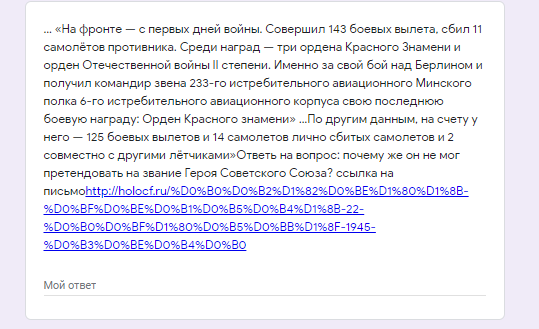 ... «На фронте — с первых дней войны. Совершил 143 боевых вылета, сбил 11
самолётов противника. Среди наград — три ордена Красного Знамени и
орден Отечественной войны II степени. Именно за свой бой над Берлином и
получил командир звена 233-го истребительного авиационного Минского
полка 6-го истребительного авиационного корпуса свою последнюю
боевую награду: Орден Красного знамени» ...По другим данным, на счету у
него — 125 боевых вылетов и 14 самолетов лично сбитых самолетов и 2
совместно с другими лётчиками»Ответь на вопрос: почему же он не мог
претендовать на звание Героя Советского Союза? ссылка на
письмоhttp://holocf.ru/%D0%B0%D0%B2%D1%82%D0%BE%D1%80%D1%8B-
%D0%BF%D0%BE%D0%B1%D0%B5%D0%B4%D1%8B-22-
%D0%B0%D0%BF%D1%80%D0%B5%D0%BB%D1%8F-1945-
%D0%B3%D0%BE%D0%B4%D0%B0
Мой ответ